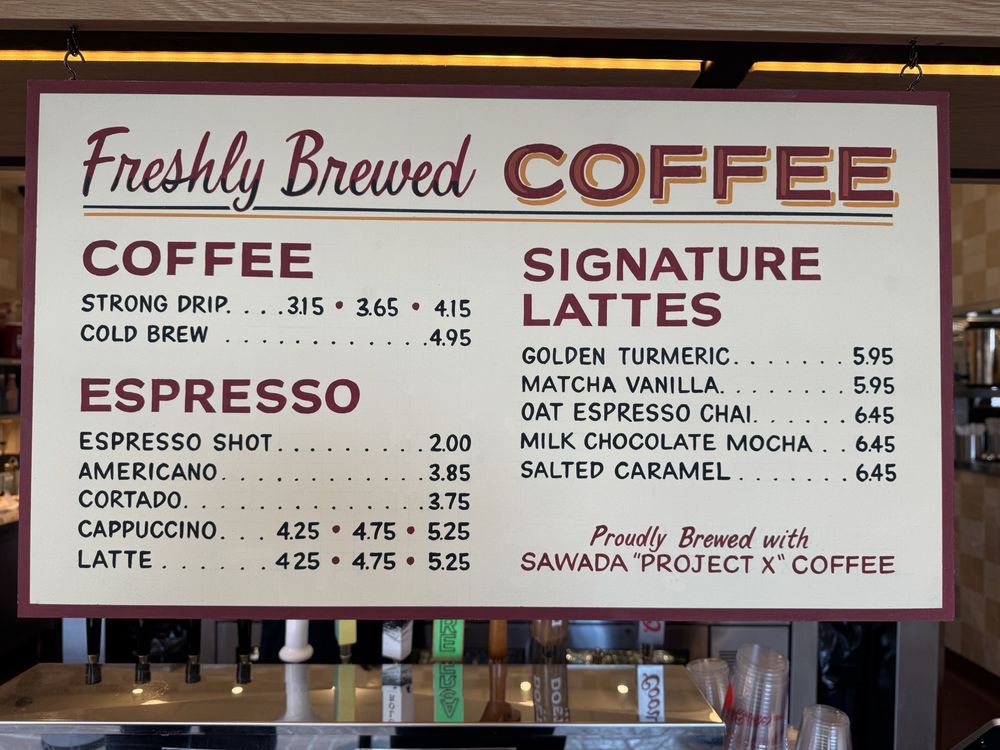 Freshly Brewed COFFEE
COFFEE
STRONG DRIP....3.15 • 3.65 • 4.15
COLD BREW ............4.95
ESPRESSO
ESPRESSO SHOT..........2.00
AMERICANO..............3.85
CORTADO................3.75
CAPPUCCINO... 4.25 • 4.75 • 5.25
LATTE ....... 4.25 • 4.75 • 5.25
SIGNATURE
LATTES
GOLDEN TURMERIC....... 5.95
MATCHA VANILLA........ 5.95
OAT ESPRESSO CHAI..... 6.45
MILK CHOCOLATE MOCHA .. 6.45
SALTED CARAMEL ....... 6.45
Proudly Brewed with
SAWADA "PROJECT X" COFFEE